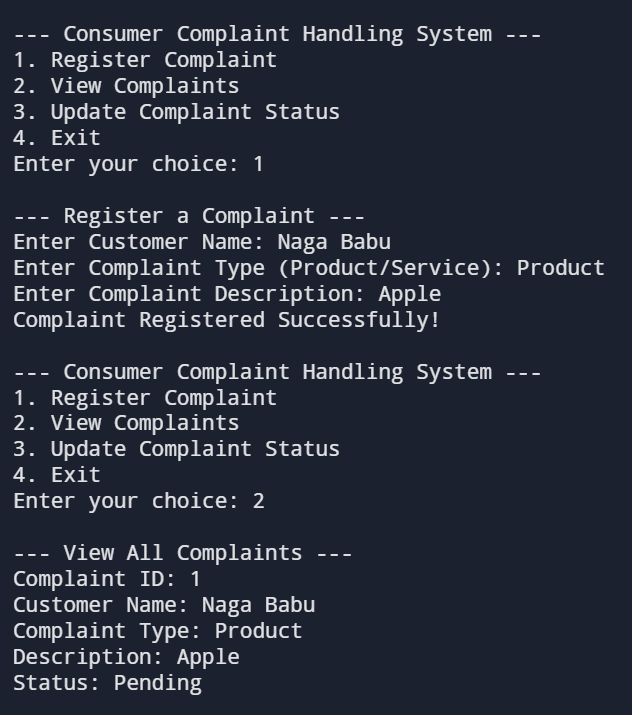 --- Consumer Complaint Handling System ---
1. Register Complaint
2. View Complaints
3. Update Complaint Status
4. Exit
Enter your choice: 1
--- Register a Complaint ---
Enter Customer Name: Naga Babu
Enter Complaint Type (Product/Service): Product
Enter Complaint Description: Apple
Complaint Registered Successfully!
--- Consumer Complaint Handling System ---
1. Register Complaint
2. View Complaints
3. Update Complaint Status
4. Exit
Enter your choice: 2
--- View All Complaints ---
Complaint ID: 1
Customer Name: Naga Babu
Complaint Type: Product
Description: Apple
Status: Pending